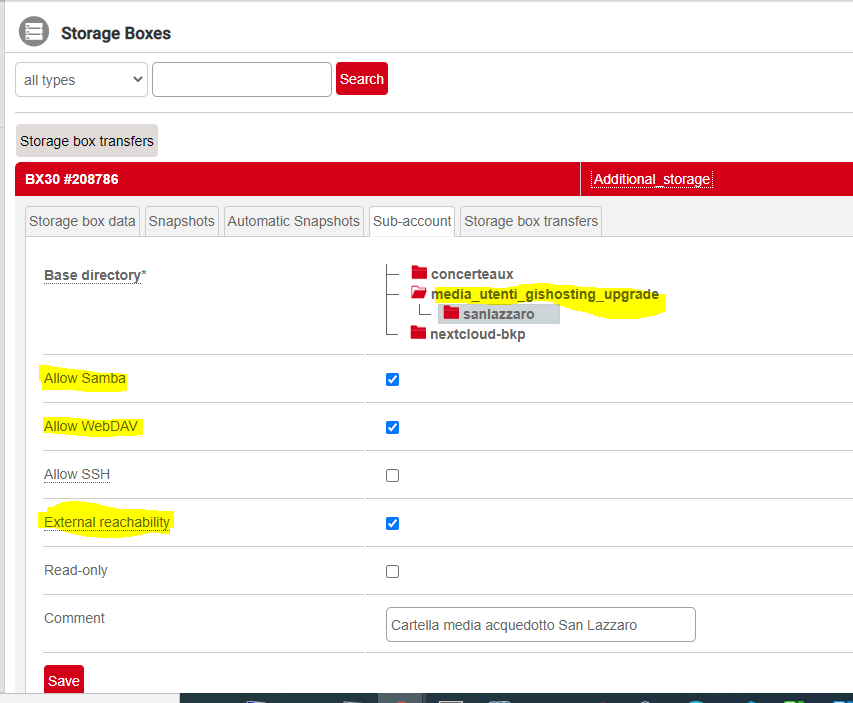 Storage Boxes
all types
Search
Storage box transfers
BX30 #208786 Additional_storage
Storage box data Snapshots Automatic Snapshots Sub-account Storage box transfers
Base directory*
concerteaux
media_utenti_gishosting_upgrade
sanlazzaro
nextcloud-bkp
Allow Samba
Allow WebDAV
Allow SSH
External reachability
Read-only
Comment Cartella media acquedotto San Lazzaro
Save